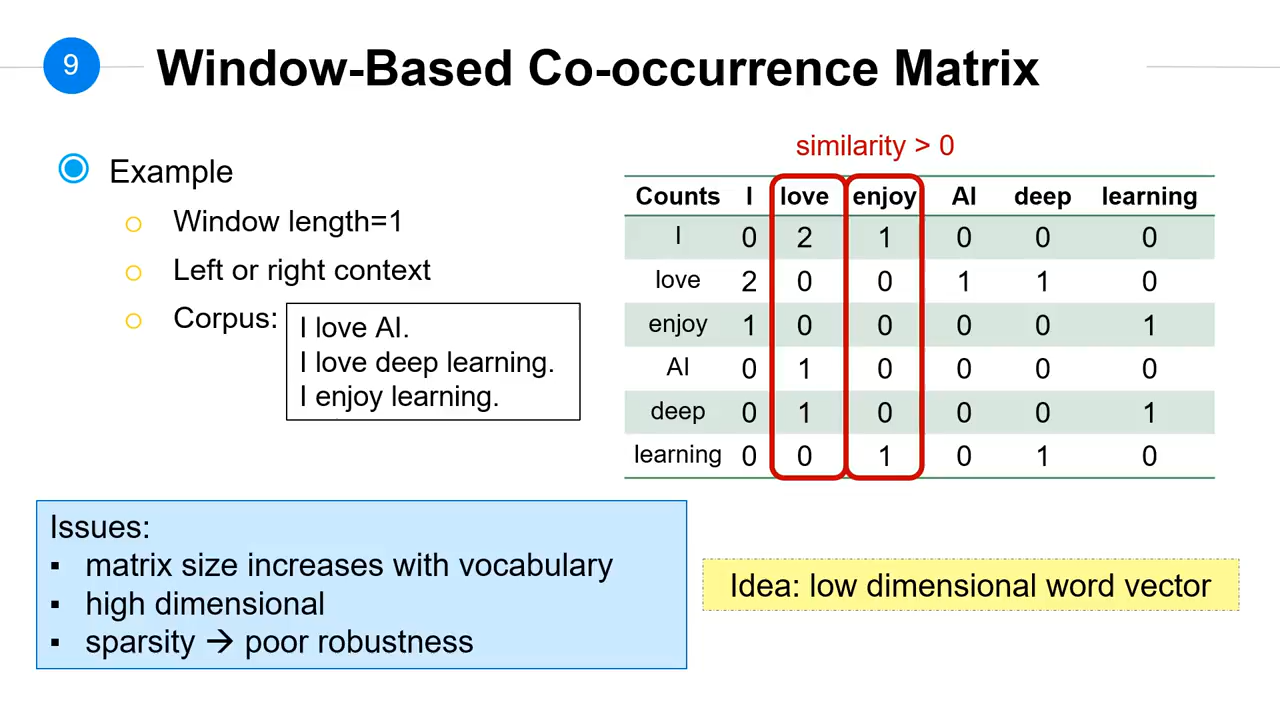 9
Window-Based Co-occurrence Matrix
Example
Window length=1
Left or right context
Corpus:
I love AI.
I love deep learning.
I enjoy learning.
similarity > 0
Counts I love enjoy AI deep learning
I 0 2 1 0 0 0
love 2 0 0 1 1 0
enjoy 1 0 0 0 0 1
AI 0 1 0 0 0 0
deep 0 1 0 0 0 1
learning 0 0 1 0 1 0
Issues:
▪ matrix size increases with vocabulary
▪ high dimensional
▪ sparsity → poor robustness
Idea: low dimensional word vector